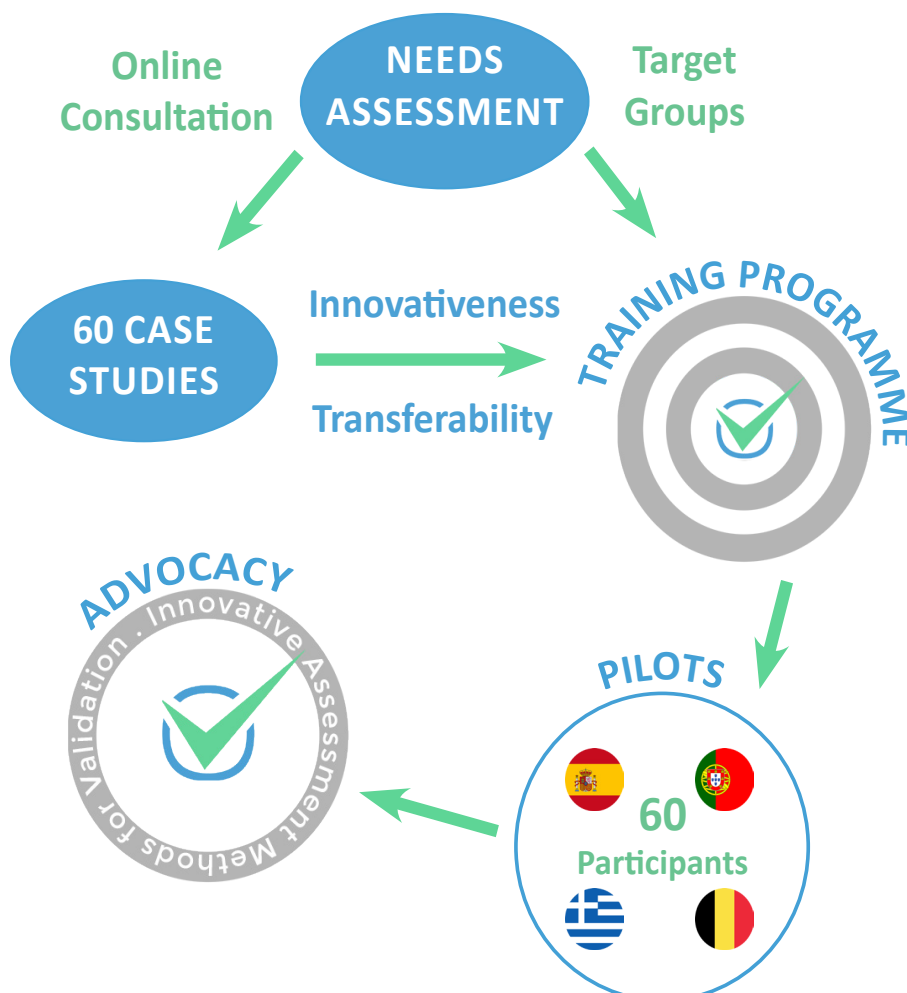 Online
Consultation
NEEDS
ASSESSMENT
Target
Groups
60 CASE
STUDIES
Innovativeness
Transferability
TRAINING PROGRAMME
ADVOCACY
Innovative Assessment Methods for Validation .
PILOTS
60
Participants